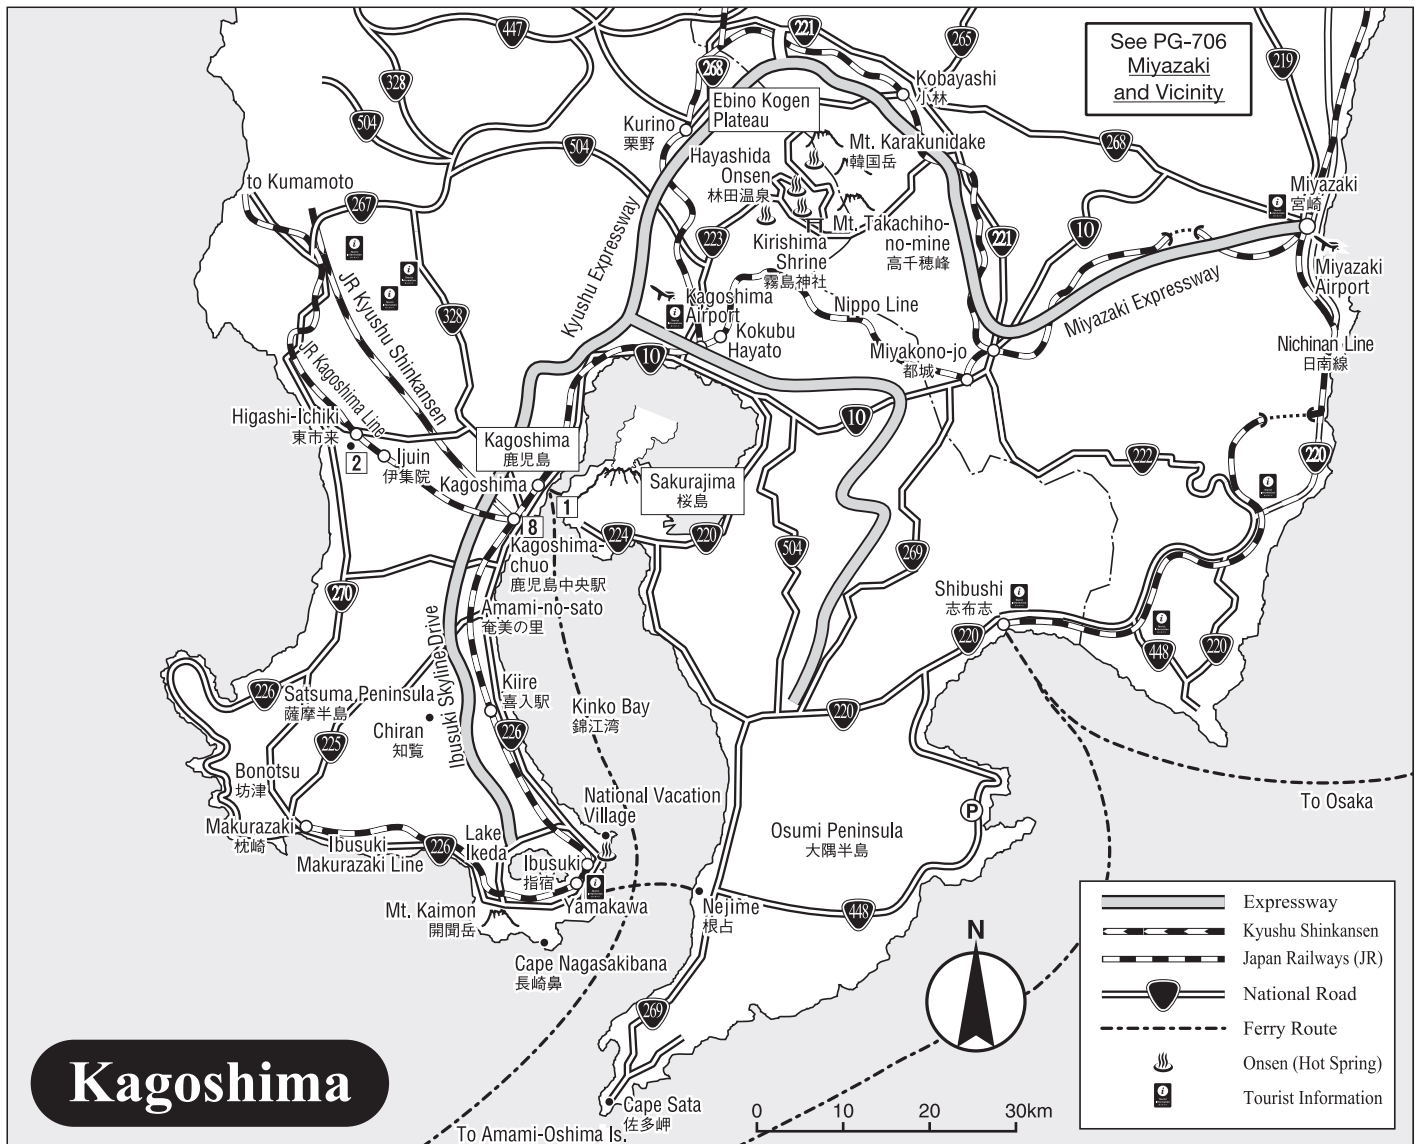 447
221
265
219
See PG-706
Miyazaki
and Vicinity
328
268
Kobayashi
小林
504
504
Ebino Kogen
Plateau
Kurino
栗野
Mt. Karakunidake
韓国岳
268
Hayashida
Onsen
林田温泉
to Kumamoto
267
Miyazaki
宮崎
10
221
223
Kirishima
Shrine
霧島神社
Mt. Takachiho-
no-mine
高千穂峰
Kyushu Expressway
JR Kyushu Shinkansen
Miyazaki
Airport
Miyazaki Expressway
Kagoshima
Airport
Nippo Line
328
Kokubu
Hayato
10
Miyakono-jo
都城
Nichinan Line
日南線
JR Kagoshima Line
Higashi-Ichiki
東市来
2
Ijuin
伊集院
Kagoshima
鹿児島
Kagoshima
10
222
220
Sakurajima
桜島
1
8
224
220
504
269
Kagoshima-
chuo
鹿児島中央駅
270
Amami-no-sato
奄美の里
Shibushi
志布志
220
448
220
Ibusuki Skyline Drive
226
Satsuma Peninsula
薩摩半島
Kiire
喜入駅
Kinko Bay
錦江湾
220
Chiran
知覧
225
226
Bonotsu
坊津
National Vacation
Village
To Osaka
Makurazaki
枕崎
Ibusuki
Makurazaki Line
226
Lake
Ikeda
Ibusuki
指宿
P
Osumi Peninsula
大隅半島
Mt. Kaimon
開聞岳
Yamakawa
Nejime
根占
448
Cape Nagasakibana
長崎鼻
269
Cape Sata
佐多岬
To Amami-Oshima Is.
N
0 10 20 30km
Expressway
Kyushu Shinkansen
Japan Railways (JR)
National Road
Ferry Route
Onsen (Hot Spring)
Tourist Information
Kagoshima